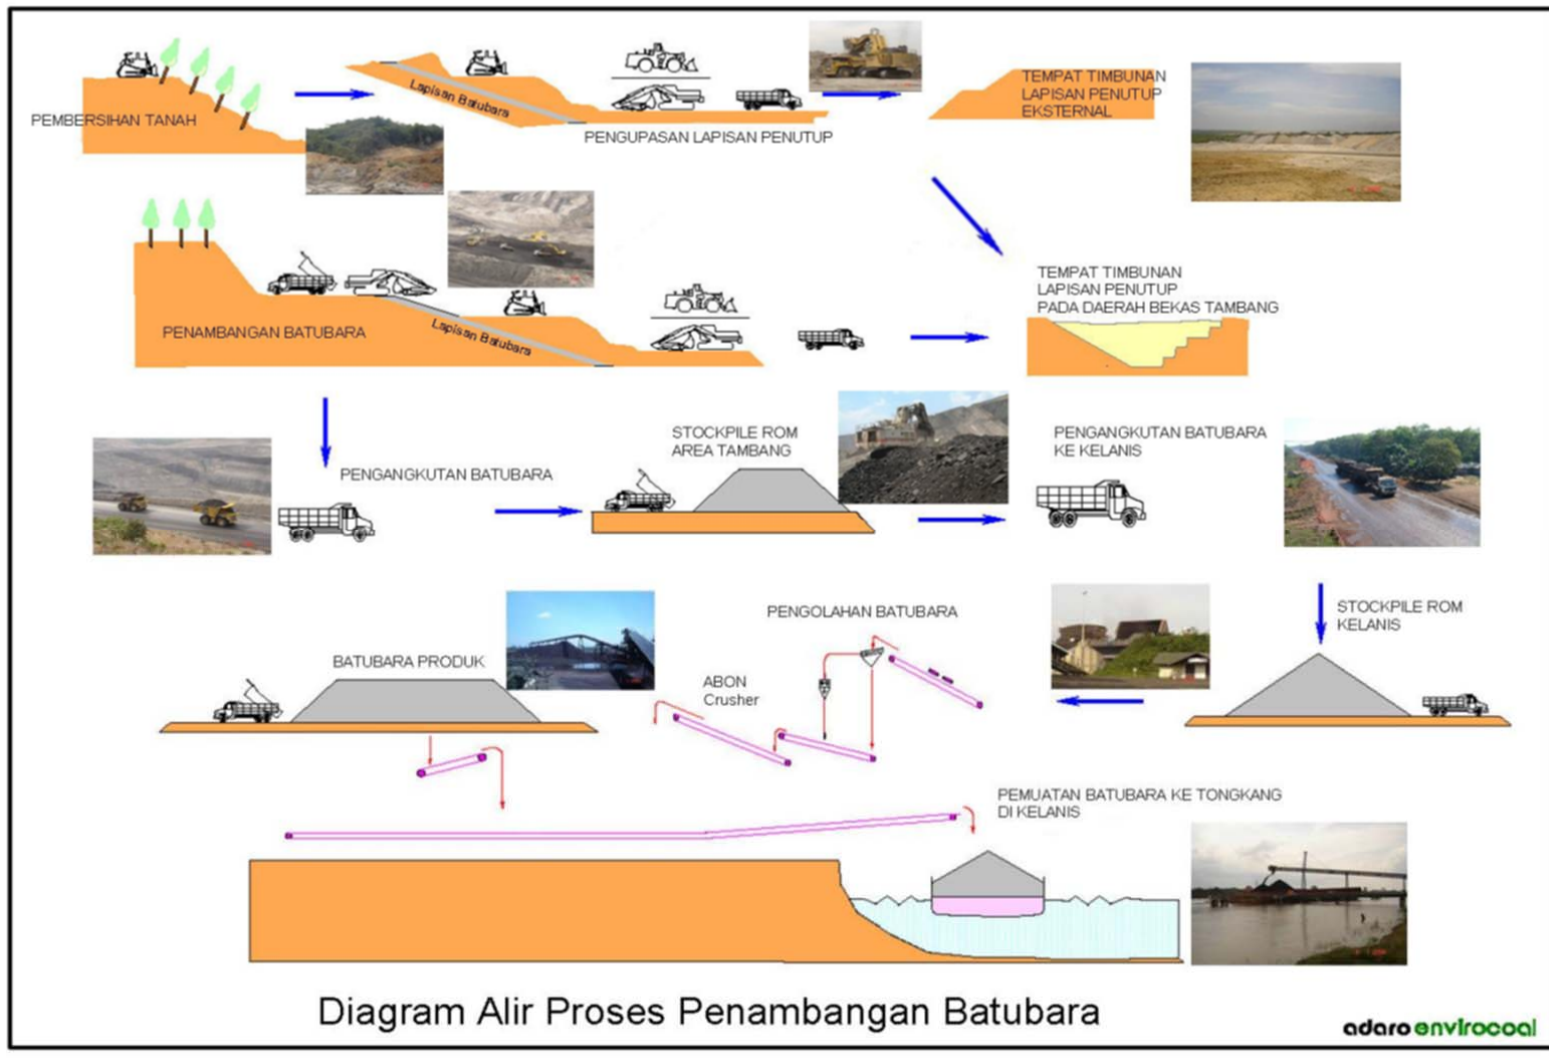 PEMBERSIHAN TANAH
Lapisan Batubara
PENGUPASAN LAPISAN PENUTUP
TEMPAT TIMBUNAN
LAPISAN PENUTUP
EKSTERNAL
PENAMBANGAN BATUBARA
Lapisan Batubara
TEMPAT TIMBUNAN
LAPISAN PENUTUP
PADA DAERAH BEKAS TAMBANG
PENGANGKUTAN BATUBARA
STOCKPILE ROM
AREA TAMBANG
PENGANGKUTAN BATUBARA
KE KELANIS
STOCKPILE ROM
KELANIS
PENGOLAHAN BATUBARA
ABON
Crusher
BATUBARA PRODUK
PEMUATAN BATUBARA KE TONGKANG
DI KELANIS
Diagram Alir Proses Penambangan Batubara
adaro envirocoal